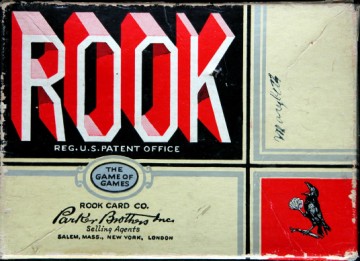 ROOK
REG. U.S. PATENT OFFICE
THE
GAME OF
GAMES
ROOK CARD CO.
Parker Brothers Inc.
Selling Agents
SALEM, MASS., NEW YORK, LONDON